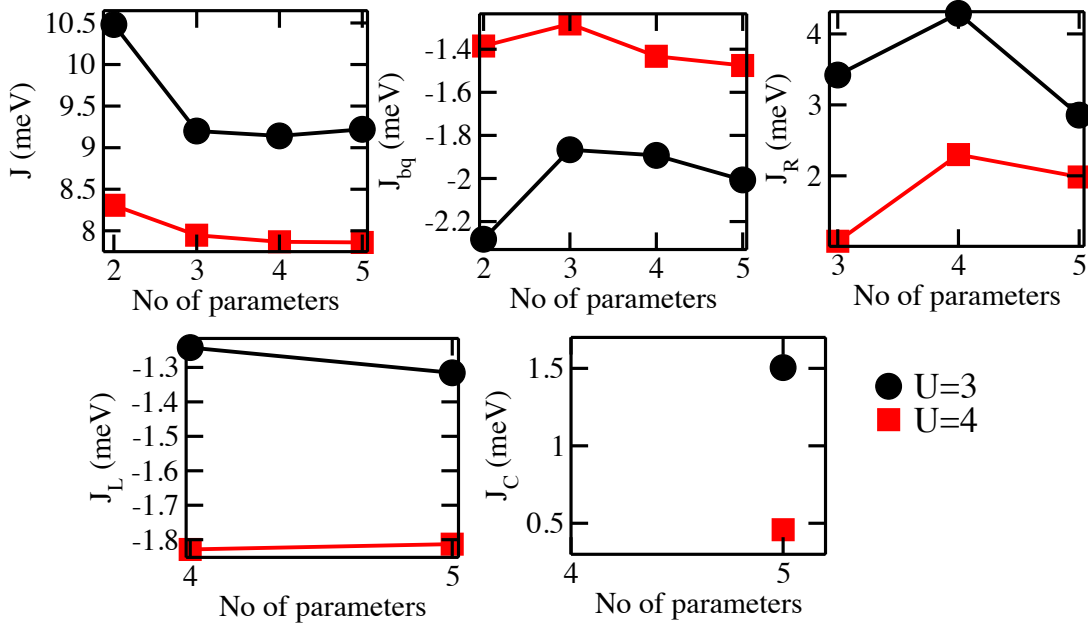 10.5
10
9.5
9
8.5
8
J (meV)
2 3 4 5
No of parameters
-1.4
-1.6
-1.8
-2
-2.2
J_bq (meV)
2 3 4 5
No of parameters
4
3
2
J_R (meV)
3 4 5
No of parameters
-1.3
-1.4
-1.5
-1.6
-1.7
-1.8
J_L (meV)
4 5
No of parameters
1.5
1
0.5
J_C (meV)
4 5
No of parameters
U=3
U=4